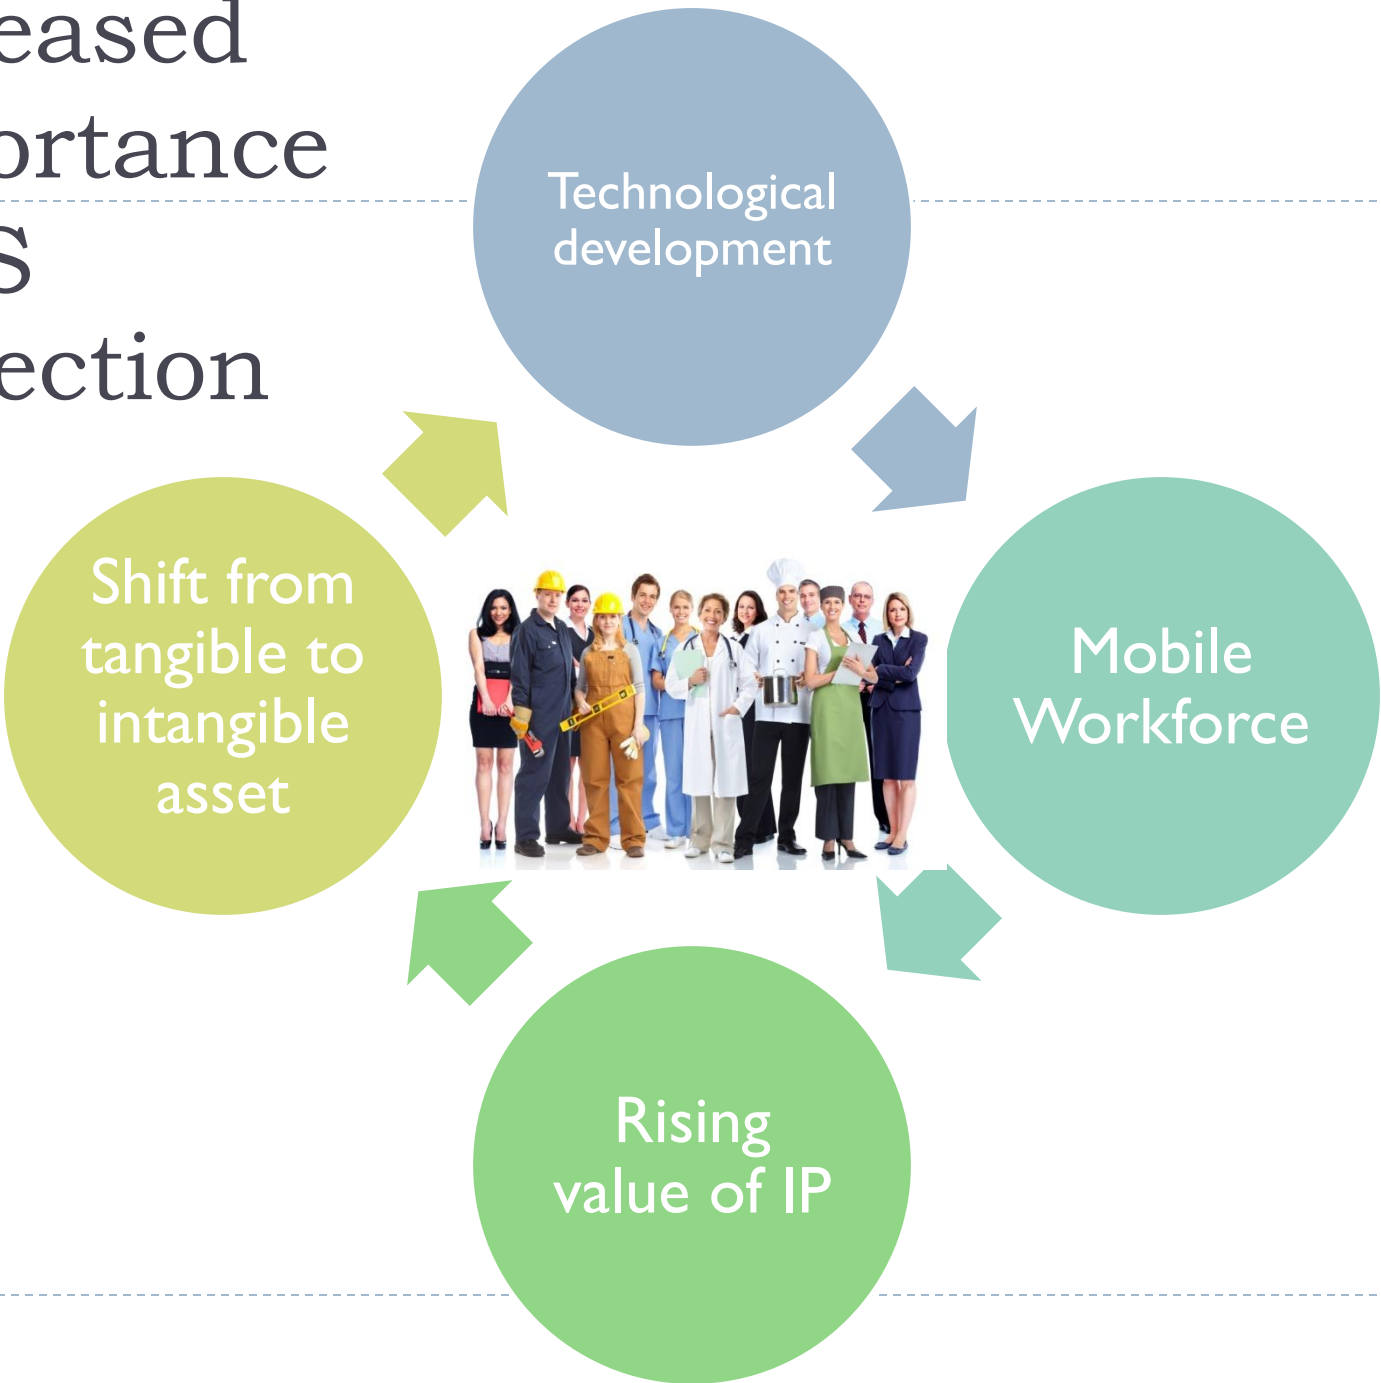 eased
ortance
S
ection
Technological
development
Mobile
Workforce
Rising
value of IP
Shift from
tangible to
intangible
asset